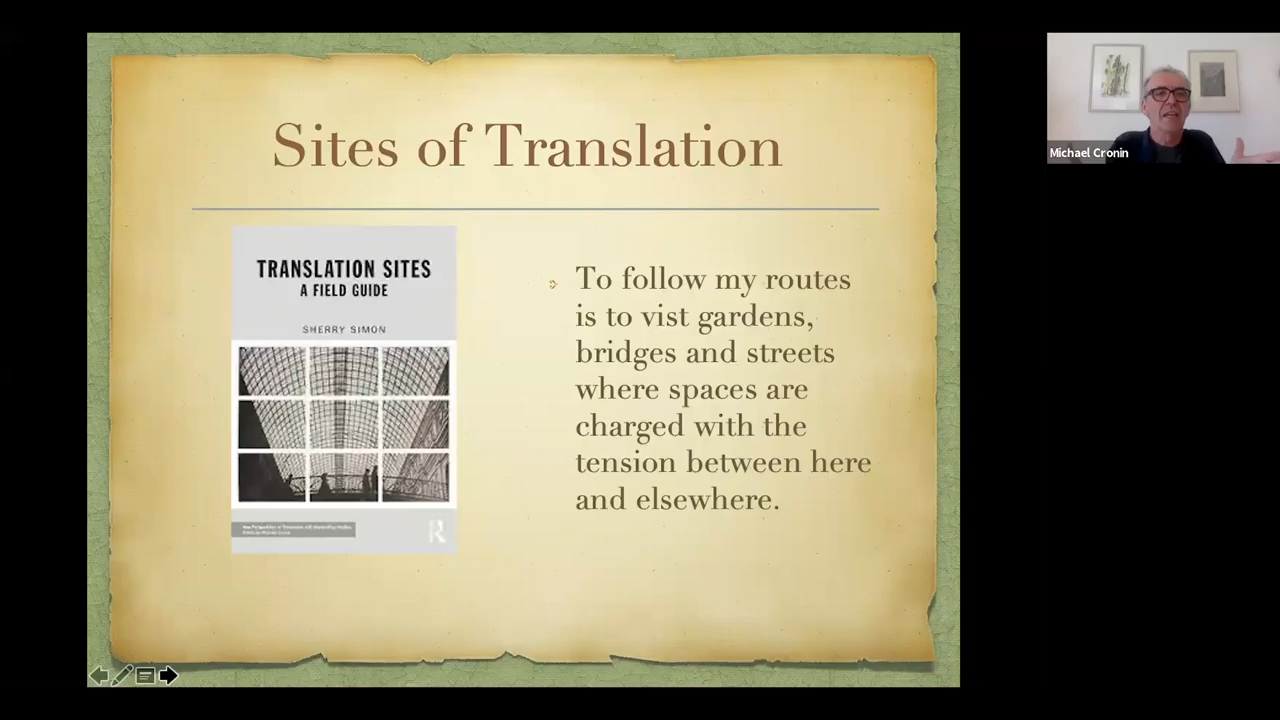 Sites of Translation
TRANSLATION SITES
A FIELD GUIDE
SHERRY SIMON
R
To follow my routes
is to vist gardens,
bridges and streets
where spaces are
charged with the
tension between here
and elsewhere.
Michael Cronin